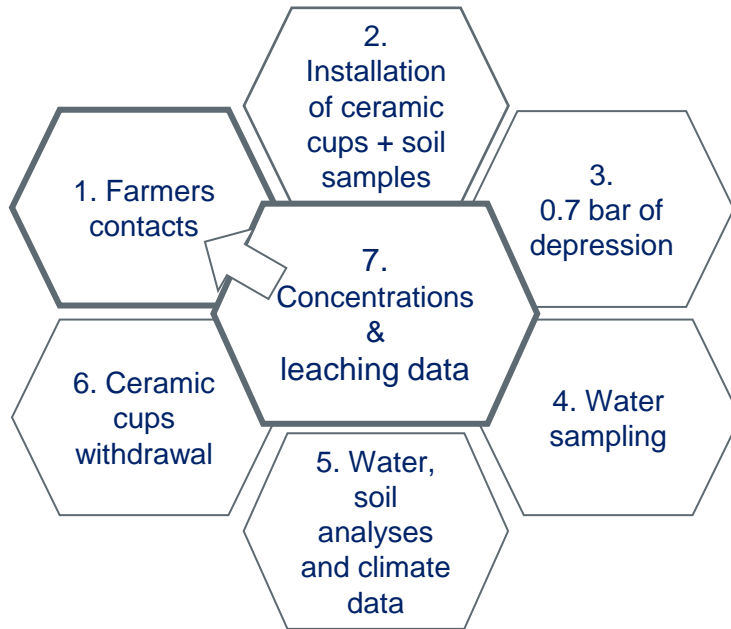 2.
Installation
of ceramic
cups + soil
samples
1. Farmers
contacts
3.
0.7 bar of
depression
7.
Concentrations
&
leaching data
6. Ceramic
cups
withdrawal
4. Water
sampling
5. Water,
soil
analyses
and climate
data